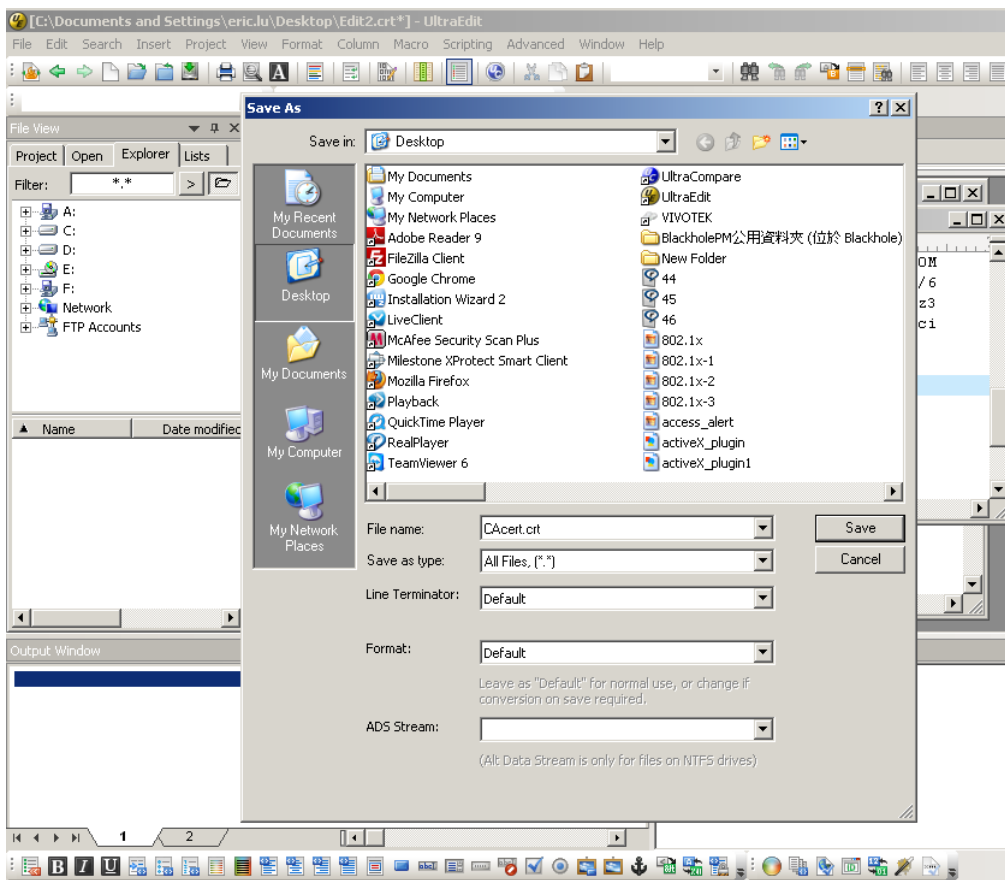 [C:\Documents and Settings\eric.lu\Desktop\Edit2.crt*] - UltraEdit
File Edit Search Insert Project View Format Column Macro Scripting Advanced Window Help
Save As
File View
Project Open Explorer Lists
Filter: *.* >
A:
C:
D:
E:
F:
Network
FTP Accounts
Name Date modified
Save in: Desktop
My Recent Documents
Desktop
My Documents
My Computer
My Network Places
My Documents
My Computer
My Network Places
Adobe Reader 9
FileZilla Client
Google Chrome
Installation Wizard 2
LiveClient
McAfee Security Scan Plus
Milestone XProtect Smart Client
Mozilla Firefox
Playback
QuickTime Player
RealPlayer
TeamViewer 6
UltraCompare
UltraEdit
VIVOTEK
BlackholePM公用資料夾 (位於 Blackhole)
New Folder
44
45
46
802.1x
802.1x-1
802.1x-2
802.1x-3
access_alert
activeX_plugin
activeX_plugin1
OM
/6
z3
ci
File name: CAcert.crt Save
Save as type: All Files, (*.*) Cancel
Line Terminator: Default
Format: Default
Leave as "Default" for normal use, or change if
conversion on save required.
ADS Stream:
(Alt Data Stream is only for files on NTFS drives)
Output Window
1 2
B I U